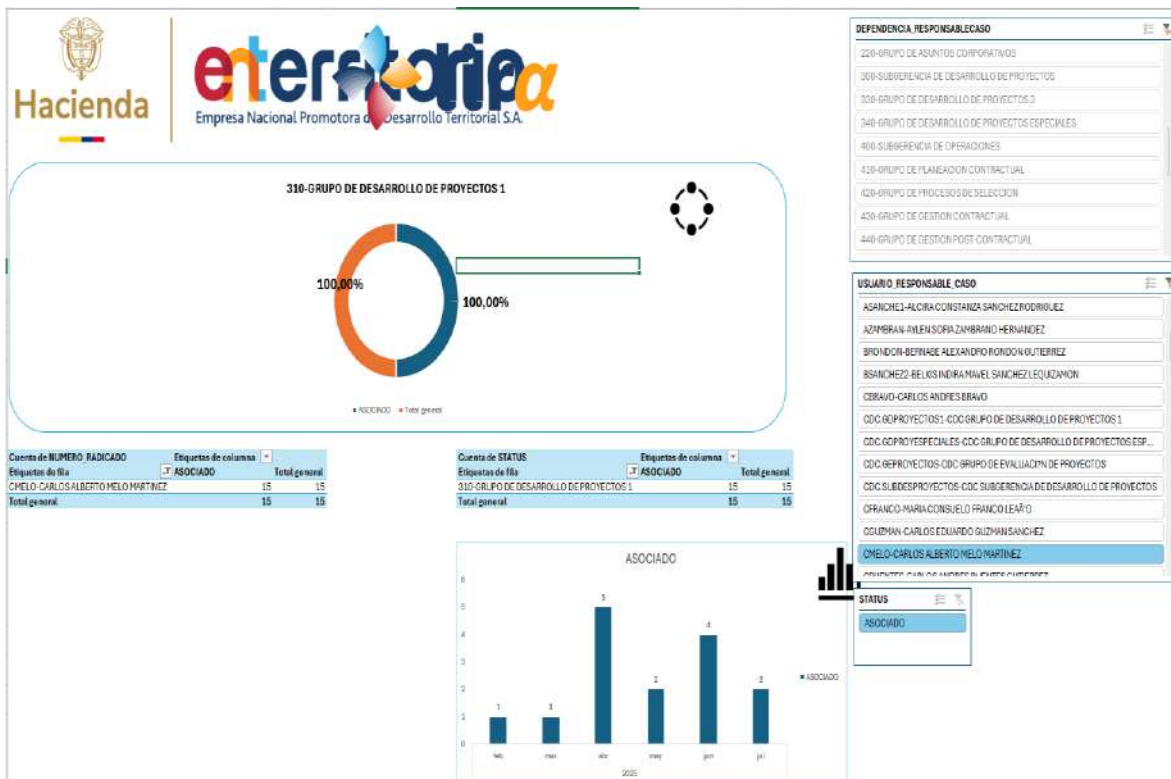 Hacienda
enterritorio
Empresa Nacional Promotora del Desarrollo Territorial S.A.
310-GRUPO DE DESARROLLO DE PROYECTOS 1
100,00%
100,00%
ASOCIADO
Total general
Cuenta de NUMERO_RADICADO Etiquetas de columna
Etiquetas de fila ASOCIADO Total general
CMELO-CARLOS ALBERTO MELO MARTINEZ 15 15
Total general 15 15
Cuenta de STATUS Etiquetas de columna
Etiquetas de fila ASOCIADO Total general
310-GRUPO DE DESARROLLO DE PROYECTOS 1 15 15
Total general 15 15
ASOCIADO
6
5
4
3
2
1
0
1
1
5
2
4
2
feb
mar
abr
may
jun
jul
2025
ASOCIADO
DEPENDENCIA_RESPONSABLECASO
220-GRUPO DE ASUNTOS CORPORATIVOS
300-SUBGERENCIA DE DESARROLLO DE PROYECTOS
340-GRUPO DE DESARROLLO DE PROYECTOS ESPECIALES
400-SUBGERENCIA DE OPERACIONES
410-GRUPO DE PLANEACION CONTRACTUAL
420-GRUPO DE PROCESOS DE SELECCION
430-GRUPO DE GESTION CONTRACTUAL
440-GRUPO DE GESTION POST-CONTRACTUAL
USUARIO_RESPONSABLE_CASO
ASANCHE1-ALCIRA CONSTANZA SANCHEZ RODRIGUEZ
AZAMBRAN-AYLEN SOFIA ZAMBRANO HERNANDEZ
BRONDON-BERNABE ALEXANDRO RONDON GUTIERREZ
BSANCHEZ2-BELKIS INDIRA MAVEL SANCHEZ LEQUIZAMON
CBRAVO-CARLOS ANDRES BRAVO
CDC.GDPROYECTOS1-CDC GRUPO DE DESARROLLO DE PROYECTOS 1
CDC.GDPROYESPECIALES-CDC GRUPO DE DESARROLLO DE PROYECTOS ESP...
CDC.GEPROYECTOS-CDC GRUPO DE EVALUACI?N DE PROYECTOS
CDC.SUBDESPROYECTOS-CDC SUBGERENCIA DE DESARROLLO DE PROYECTOS
CFRANCO-MARIA CONSUELO FRANCO
CGUZMAN-CARLOS EDUARDO GUZMAN SANCHEZ
CMELO-CARLOS ALBERTO MELO MARTINEZ
STATUS
ASOCIADO